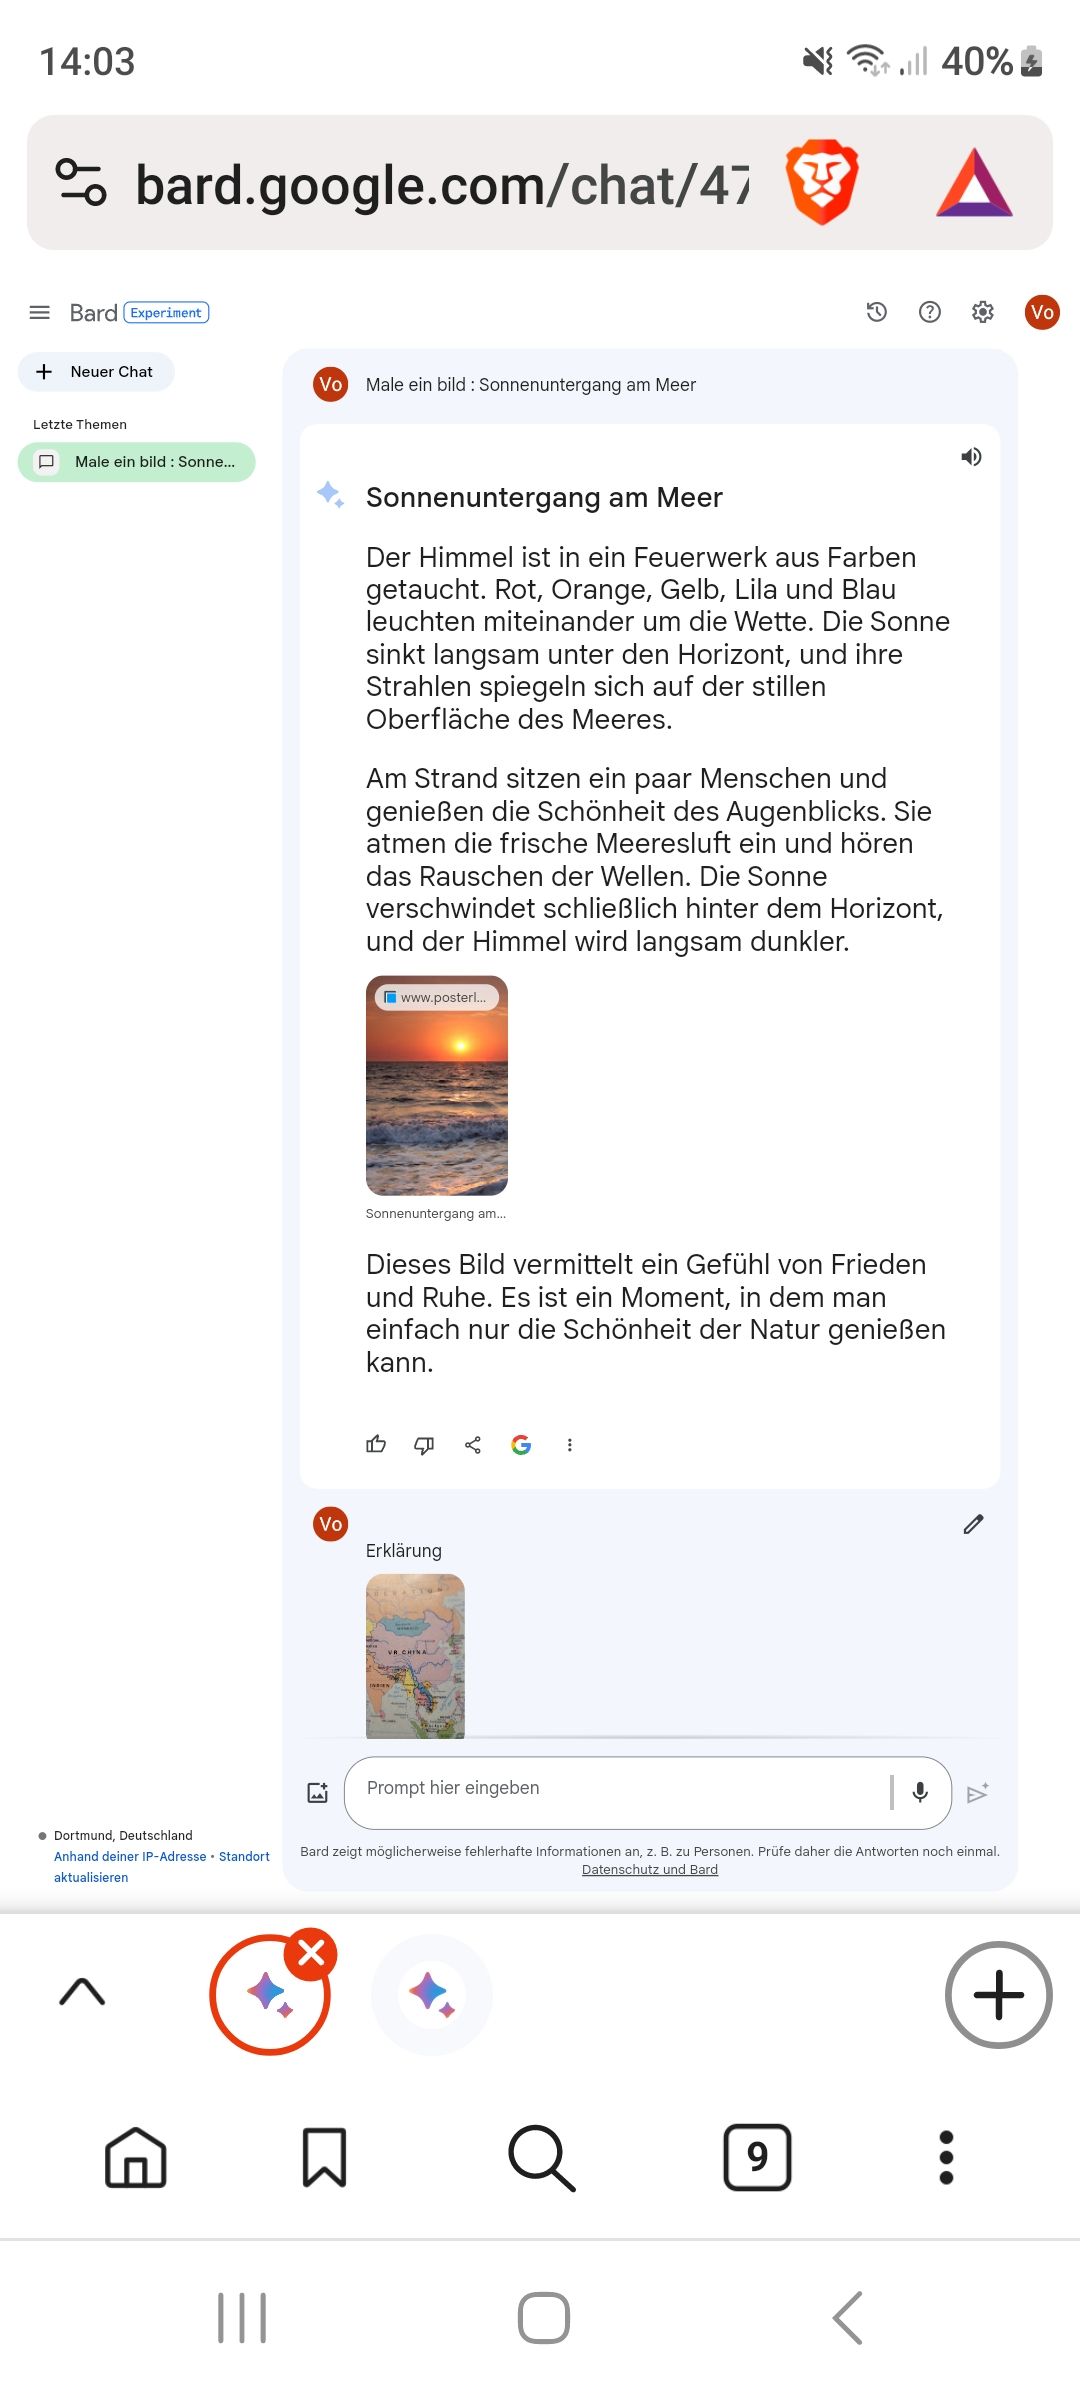 14:03
40%
bard.google.com/chat/47
Bard Experiment
Vo
Neuer Chat
Letzte Themen
Male ein bild : Sonne...
Vo
Male ein bild : Sonnenuntergang am Meer
Sonnenuntergang am Meer
Der Himmel ist in ein Feuerwerk aus Farben
getaucht. Rot, Orange, Gelb, Lila und Blau
leuchten miteinander um die Wette. Die Sonne
sinkt langsam unter den Horizont, und ihre
Strahlen spiegeln sich auf der stillen
Oberfläche des Meeres.
Am Strand sitzen ein paar Menschen und
genießen die Schönheit des Augenblicks. Sie
atmen die frische Meeresluft ein und hören
das Rauschen der Wellen. Die Sonne
verschwindet schließlich hinter dem Horizont,
und der Himmel wird langsam dunkler.
www.posterl...
Sonnenuntergang am...
Dieses Bild vermittelt ein Gefühl von Frieden
und Ruhe. Es ist ein Moment, in dem man
einfach nur die Schönheit der Natur genießen
kann.
Vo
Erklärung
VR CHINA
INDIEN
Prompt hier eingeben
Dortmund, Deutschland
Anhand deiner IP-Adresse • Standort
aktualisieren
Bard zeigt möglicherweise fehlerhafte Informationen an, z. B. zu Personen. Prüfe daher die Antworten noch einmal.
Datenschutz und Bard
9